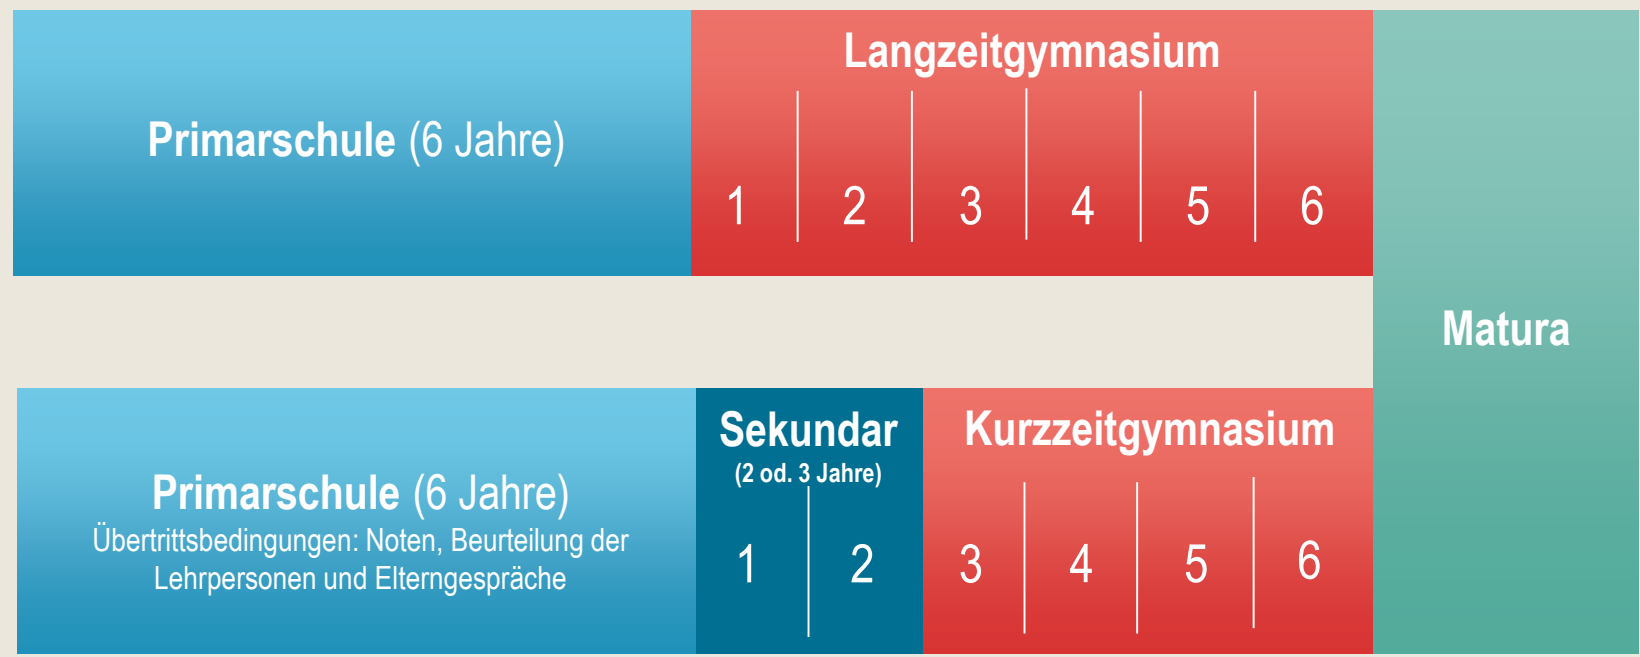 Primarschule (6 Jahre)
Langzeitgymnasium
1 2 3 4 5 6
Matura
Primarschule (6 Jahre)
Übertrittsbedingungen: Noten, Beurteilung der
Lehrpersonen und Elterngespräche
Sekundar
(2 od. 3 Jahre)
1 2
Kurzzeitgymnasium
3 4 5 6